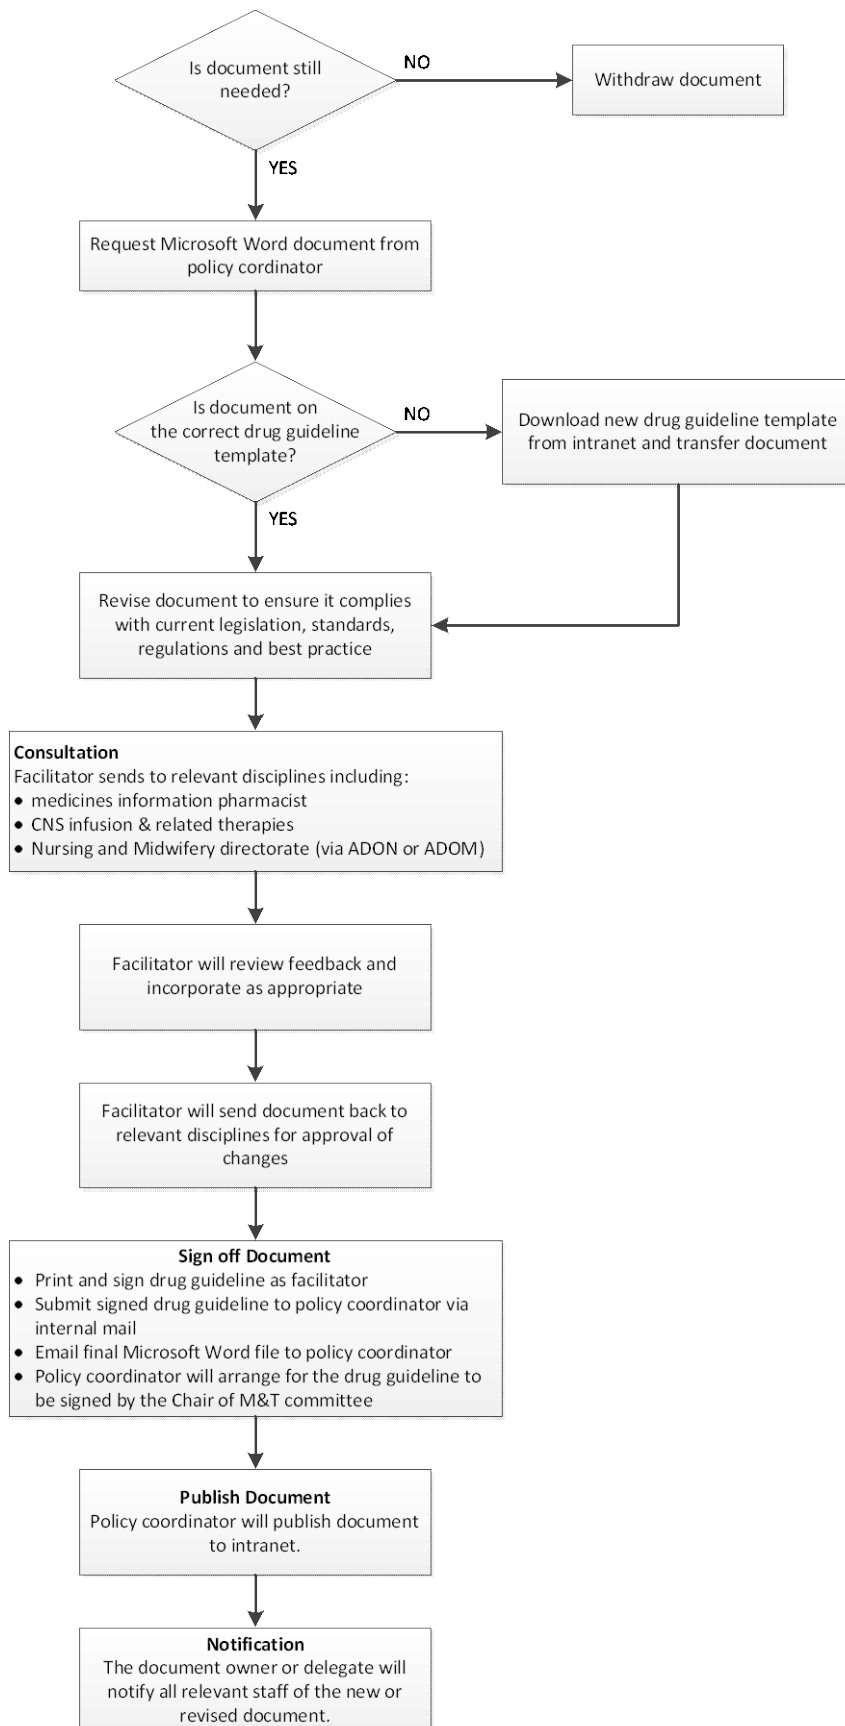 Is document still
needed?
NO
Withdraw document
YES
Request Microsoft Word document from
policy cordinator
Is document on
the correct drug guideline
template?
NO
Download new drug guideline template
from intranet and transfer document
YES
Revise document to ensure it complies
with current legislation, standards,
regulations and best practice
Consultation
Facilitator sends to relevant disciplines including:
• medicines information pharmacist
• CNS infusion & related therapies
• Nursing and Midwifery directorate (via ADON or ADOM)
Facilitator will review feedback and
incorporate as appropriate
Facilitator will send document back to
relevant disciplines for approval of
changes
Sign off Document
• Print and sign drug guideline as facilitator
• Submit signed drug guideline to policy coordinator via
internal mail
• Email final Microsoft Word file to policy coordinator
• Policy coordinator will arrange for the drug guideline to
be signed by the Chair of M&T committee
Publish Document
Policy coordinator will publish document
to intranet.
Notification
The document owner or delegate will
notify all relevant staff of the new or
revised document.